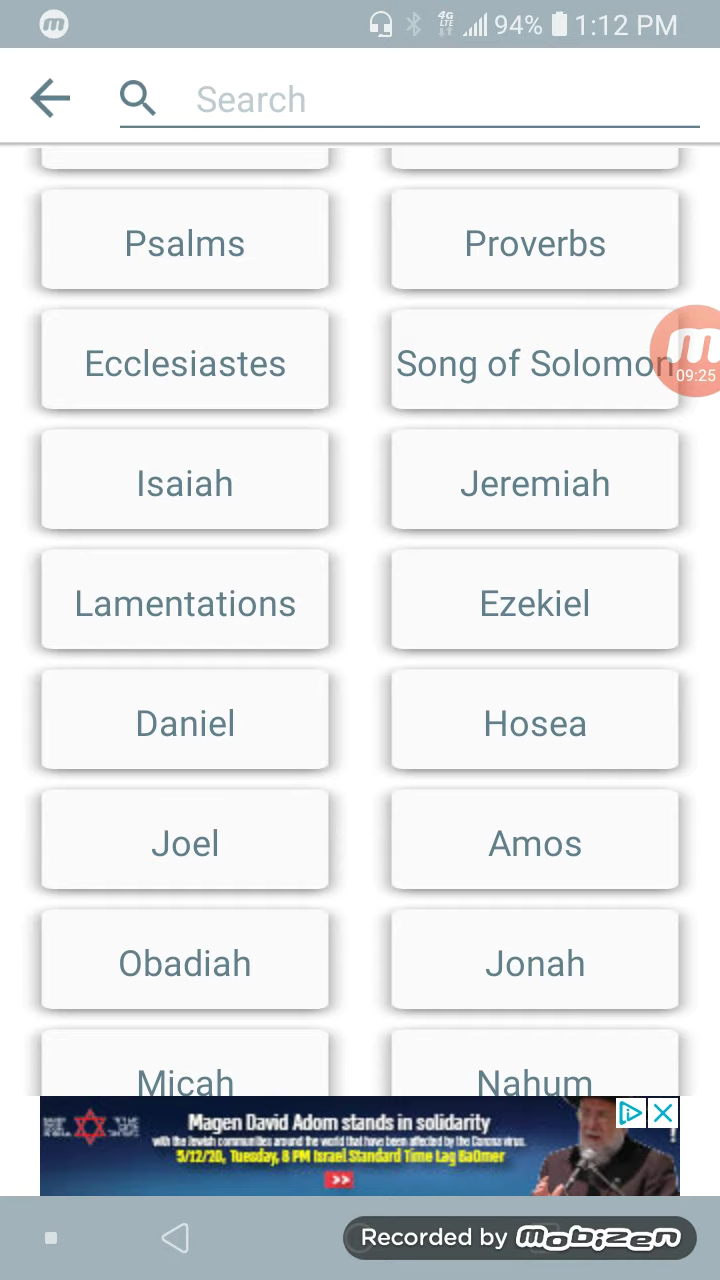 4G LTE 94% 1:12 PM
Search
Psalms Proverbs
Ecclesiastes Song of Solomon
09:25
Isaiah Jeremiah
Lamentations Ezekiel
Daniel Hosea
Joel Amos
Obadiah Jonah
Micah Nahum
Magen David Adom stands in solidarity
with the Jewish communities around the world that have been affected by the Corona virus.
5/12/20, Tuesday, 8 PM Israel Standard Time Lag BaOmer
>>
Recorded by mobizen